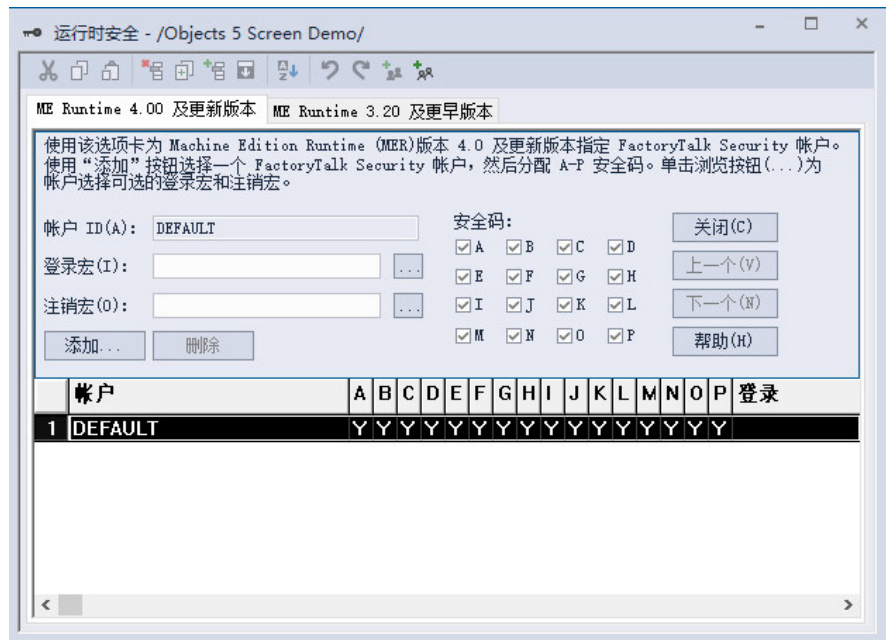 运行时安全 - /Objects 5 Screen Demo/
ME Runtime 4.00 及更新版本 ME Runtime 3.20 及更早版本
使用该选项卡为 Machine Edition Runtime (MER)版本 4.0 及更新版本指定 FactoryTalk Security 帐户。
使用“添加”按钮选择一个 FactoryTalk Security 帐户，然后分配 A-P 安全码。单击浏览按钮(...)为
帐户选择可选的登录宏和注销宏。
帐户 ID(A): DEFAULT
登录宏(I): ...
注销宏(O): ...
添加... 删除
安全码:
A B C D
E F G H
I J K L
M N O P
关闭(C)
上一个(V)
下一个(N)
帮助(H)
帐户 A B C D E F G H I J K L M N O P 登录
1 DEFAULT Y Y Y Y Y Y Y Y Y Y Y Y Y Y Y Y